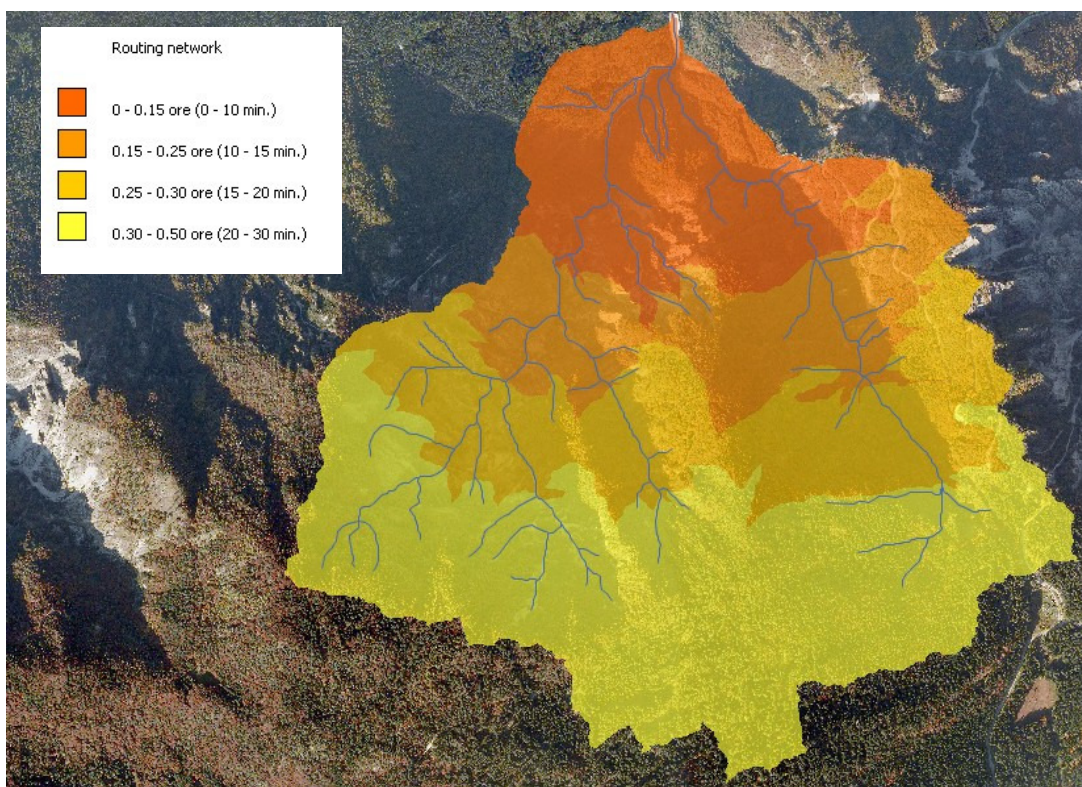 Routing network
0 - 0.15 ore (0 - 10 min.)
0.15 - 0.25 ore (10 - 15 min.)
0.25 - 0.30 ore (15 - 20 min.)
0.30 - 0.50 ore (20 - 30 min.)